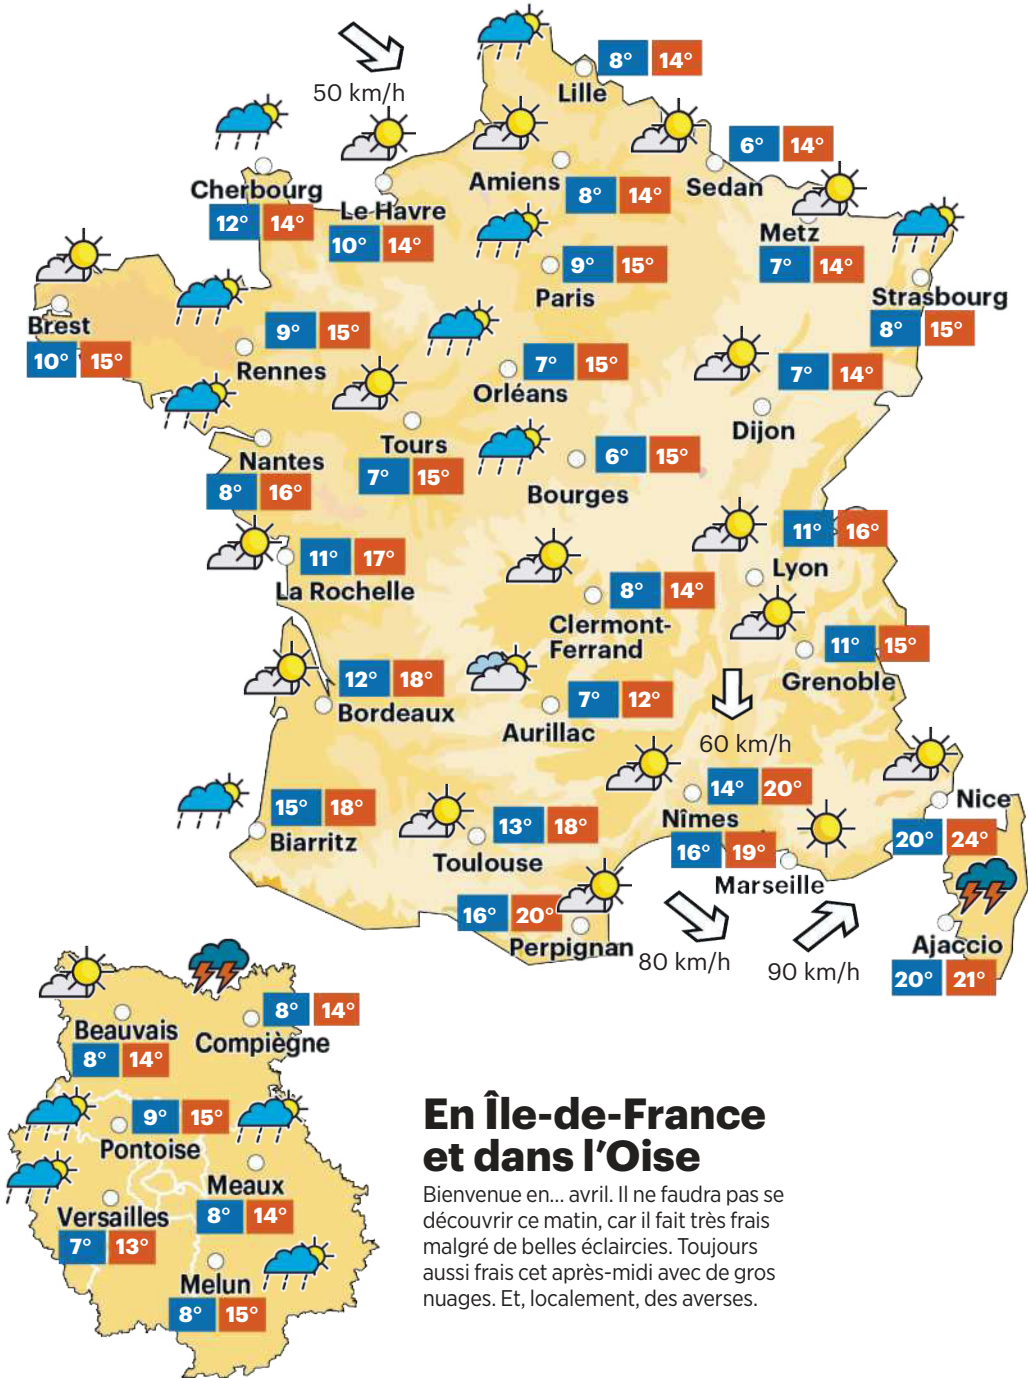 50 km/h
8° 14°
Lille
6° 14°
Cherbourg
12° 14°
Le Havre
10° 14°
Amiens
8° 14°
Sedan
Metz
7° 14°
9° 15°
Paris
Strasbourg
8° 15°
Brest
10° 15°
9° 15°
Rennes
7° 15°
Orléans
7° 14°
Dijon
Nantes
8° 16°
Tours
7° 15°
6° 15°
Bourges
11° 17°
La Rochelle
11° 16°
Lyon
8° 14°
Clermont-
Ferrand
11° 15°
Grenoble
12° 18°
Bordeaux
7° 12°
Aurillac
60 km/h
15° 18°
Biarritz
13° 18°
Toulouse
14° 20°
Nîmes
16° 19°
Marseille
Nice
20° 24°
16° 20°
Perpignan
80 km/h
90 km/h
Ajaccio
20° 21°
Beauvais
8° 14°
8° 14°
Compiègne
9° 15°
Pontoise
Meaux
8° 14°
Versailles
7° 13°
Melun
8° 15°
En Île-de-France
et dans l’Oise
Bienvenue en... avril. Il ne faudra pas se
découvrir ce matin, car il fait très frais
malgré de belles éclaircies. Toujours
aussi frais cet après-midi avec de gros
nuages. Et, localement, des averses.